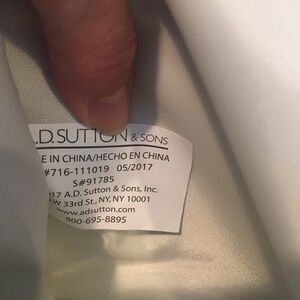 .D. SUTTON & SONS
E IN CHINA/HECHO EN CHINA
#716-111019 05/2017
S#91785
17 A.D. Sutton & Sons, Inc.
W 33rd St., NY, NY 10001
www.adsutton.com
800-695-8895